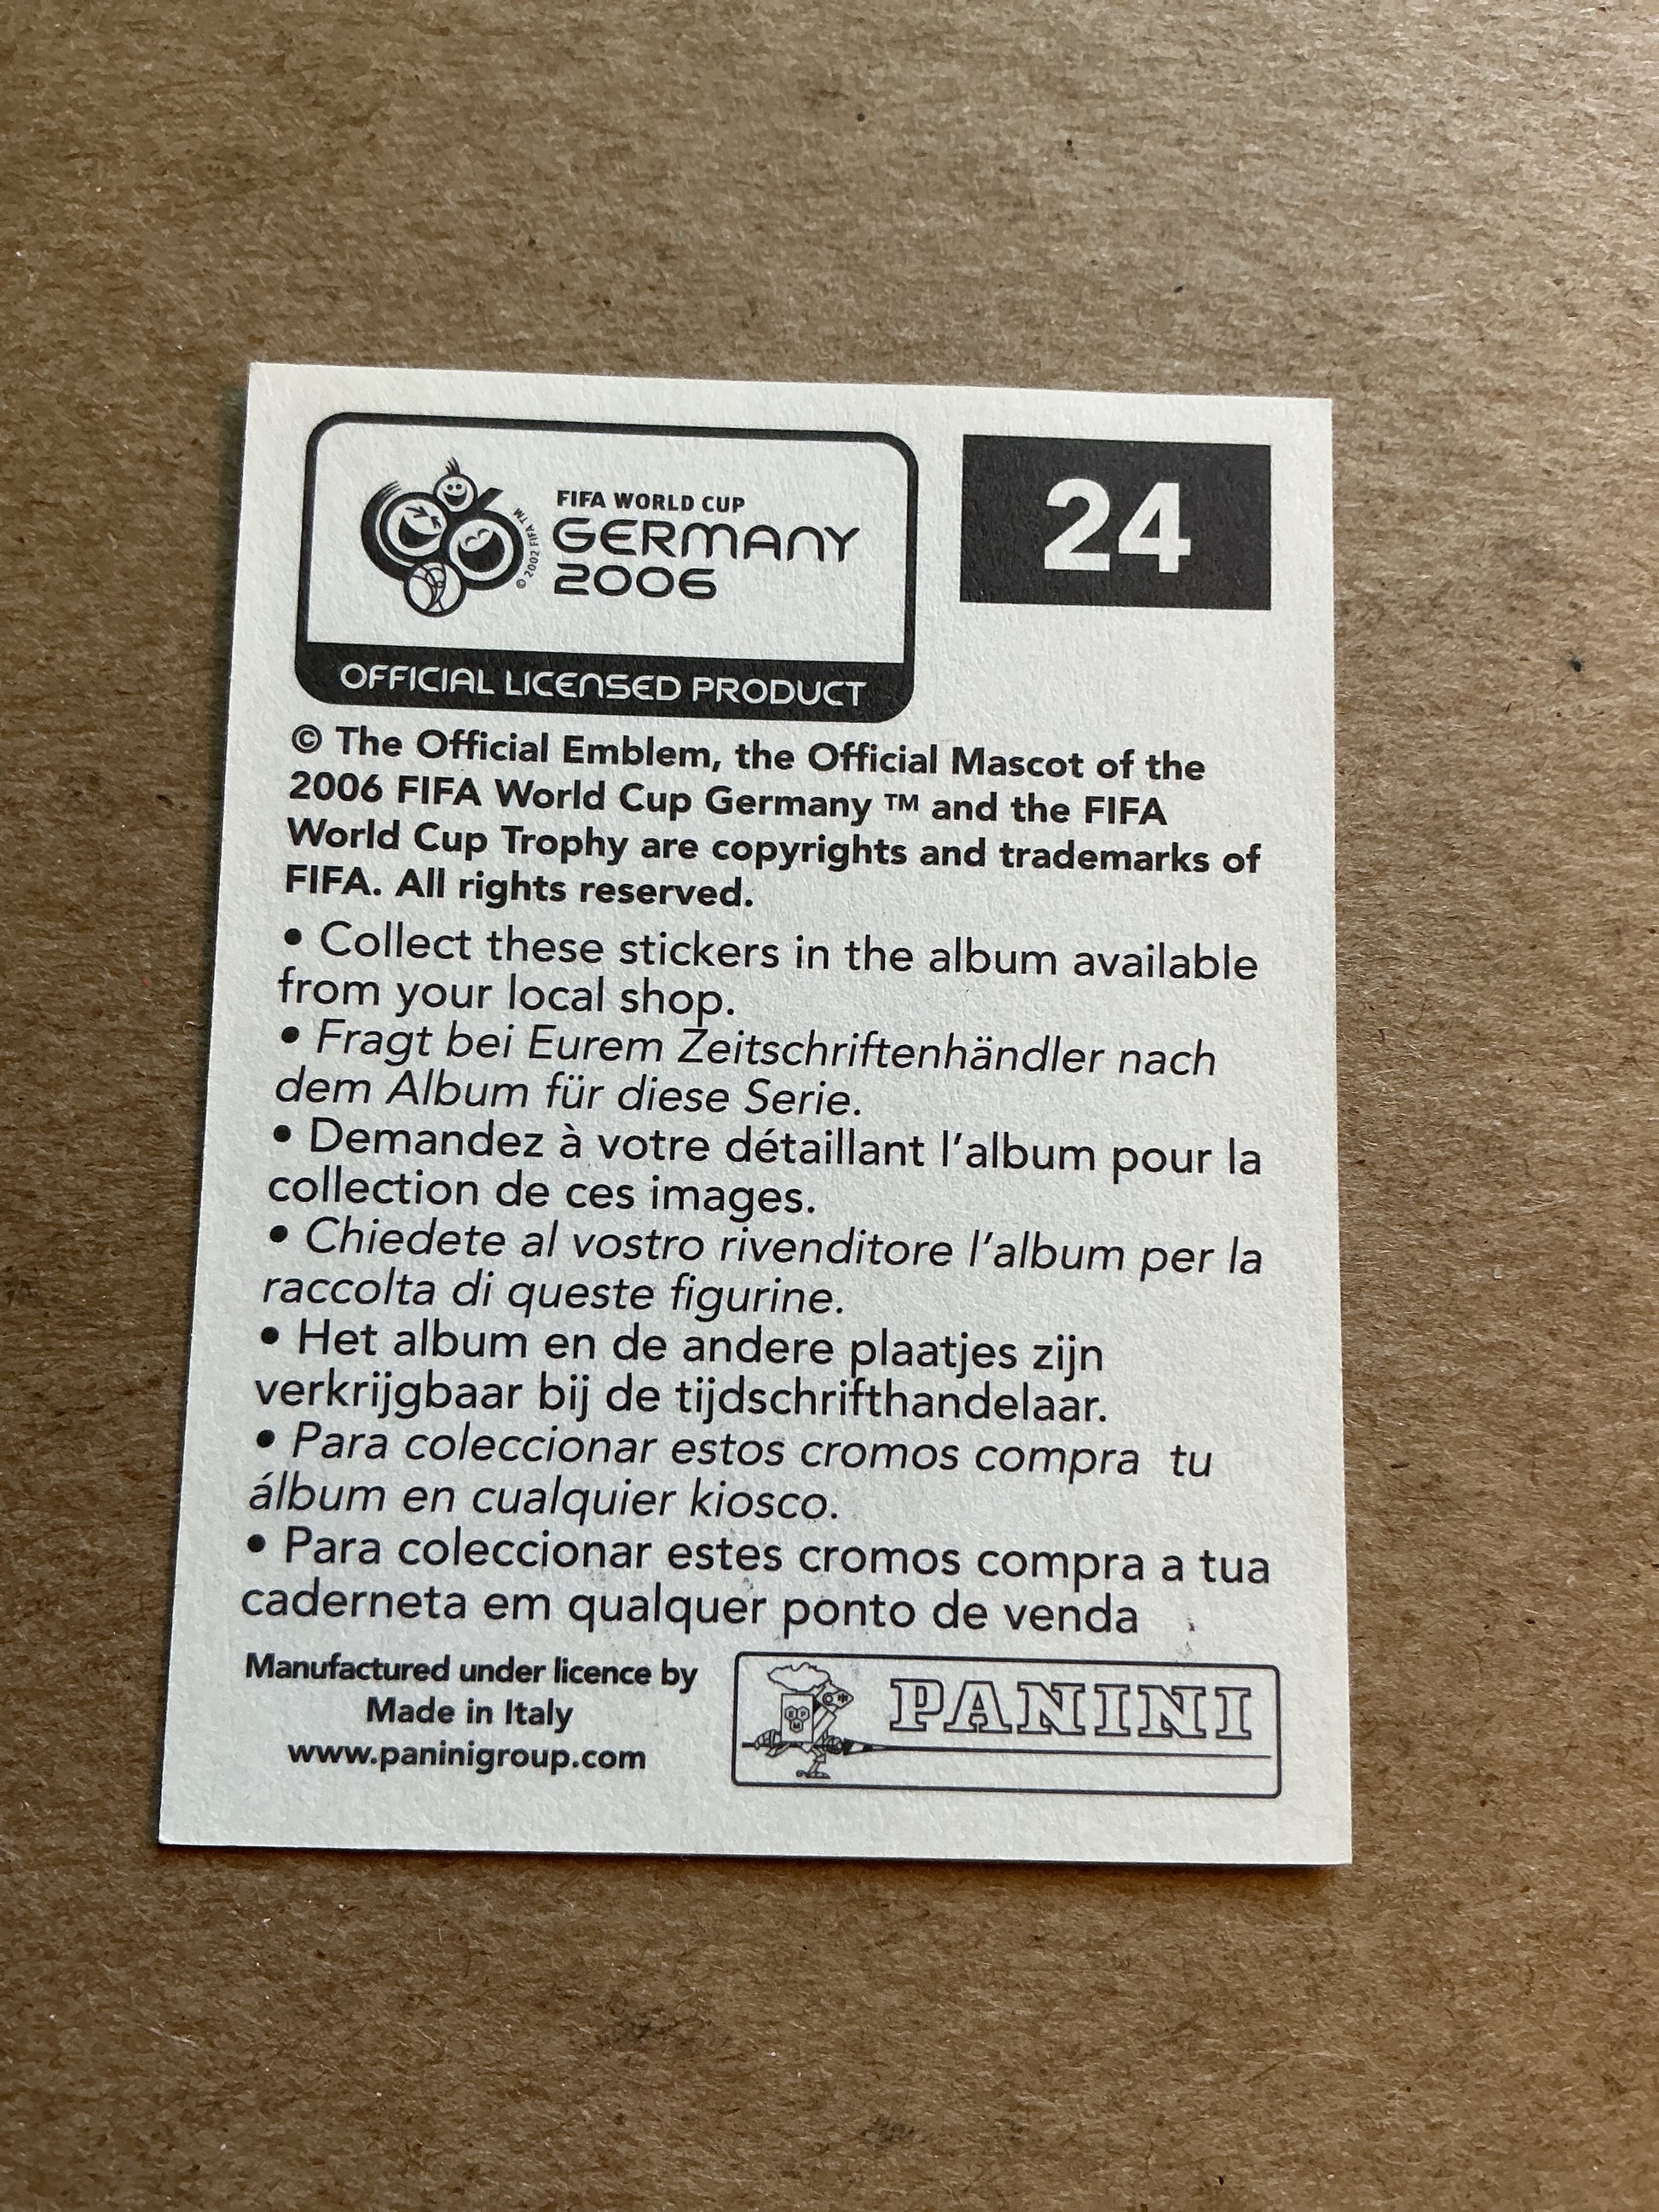 FIFA WORLD CUP
GERMANY
2006
© 2002 FIFA TM
OFFICIAL LICENSED PRODUCT
24
© The Official Emblem, the Official Mascot of the
2006 FIFA World Cup Germany ™ and the FIFA
World Cup Trophy are copyrights and trademarks of
FIFA. All rights reserved.
• Collect these stickers in the album available
from your local shop.
• Fragt bei Eurem Zeitschriftenhändler nach
dem Album für diese Serie.
• Demandez à votre détaillant l'album pour la
collection de ces images.
• Chiedete al vostro rivenditore l'album per la
raccolta di queste figurine.
• Het album en de andere plaatjes zijn
verkrijgbaar bij de tijdschrifthandelaar.
• Para coleccionar estos cromos compra tu
álbum en cualquier kiosco.
• Para coleccionar estes cromos compra a tua
caderneta em qualquer ponto de venda
Manufactured under licence by
Made in Italy
www.paninigroup.com
PANINI